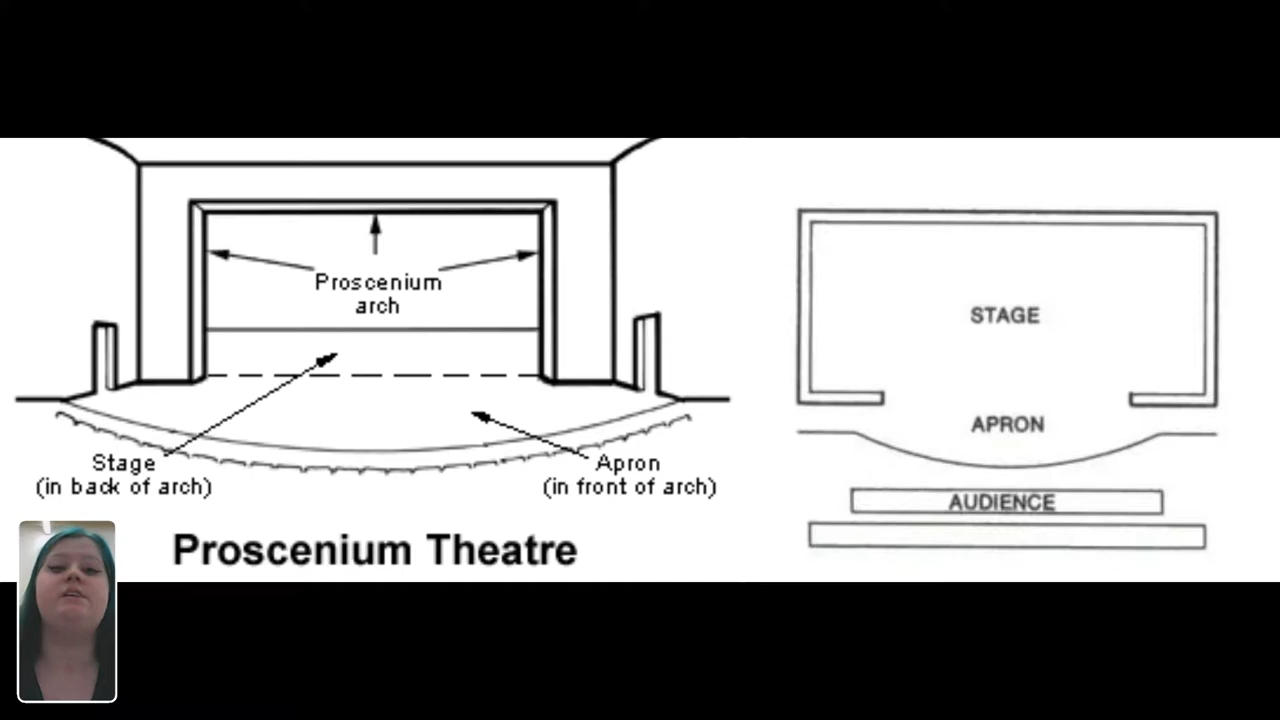 Proscenium
arch
Stage
(in back of arch)
Apron
(in front of arch)
Proscenium Theatre
STAGE
APRON
AUDIENCE